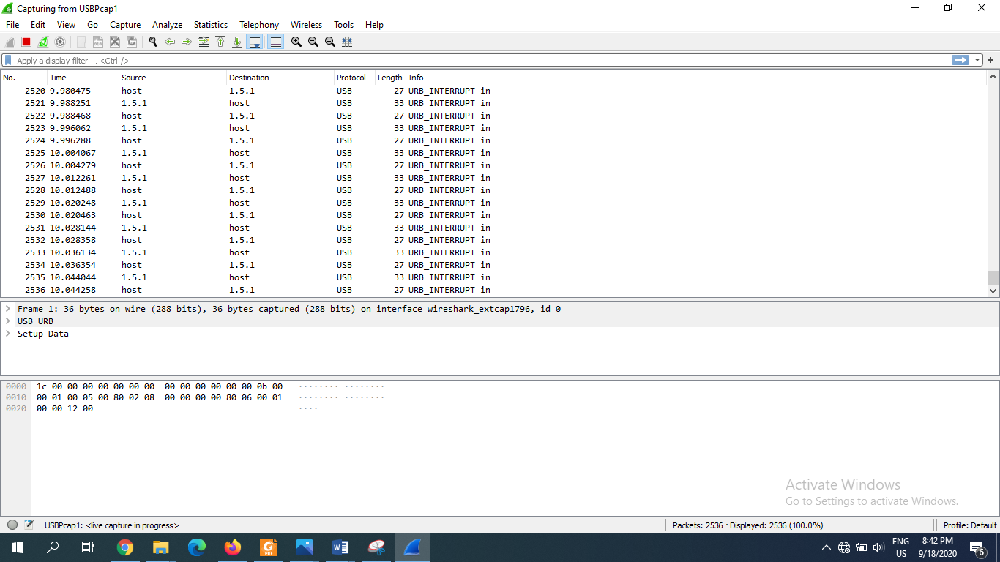 Capturing from USBPcap1
File Edit View Go Capture Analyze Statistics Telephony Wireless Tools Help
Apply a display filter ... <Ctrl-/>
No. Time Source Destination Protocol Length Info
2520 9.980475 host 1.5.1 USB 27 URB_INTERRUPT in
2521 9.988251 1.5.1 host USB 33 URB_INTERRUPT in
2522 9.988468 host 1.5.1 USB 27 URB_INTERRUPT in
2523 9.996062 1.5.1 host USB 33 URB_INTERRUPT in
2524 9.996288 host 1.5.1 USB 27 URB_INTERRUPT in
2525 10.004067 1.5.1 host USB 33 URB_INTERRUPT in
2526 10.004279 host 1.5.1 USB 27 URB_INTERRUPT in
2527 10.012261 1.5.1 host USB 33 URB_INTERRUPT in
2528 10.012488 host 1.5.1 USB 27 URB_INTERRUPT in
2529 10.020248 1.5.1 host USB 33 URB_INTERRUPT in
2530 10.020463 host 1.5.1 USB 27 URB_INTERRUPT in
2531 10.028144 1.5.1 host USB 33 URB_INTERRUPT in
2532 10.028358 host 1.5.1 USB 27 URB_INTERRUPT in
2533 10.036134 1.5.1 host USB 33 URB_INTERRUPT in
2534 10.036354 host 1.5.1 USB 27 URB_INTERRUPT in
2535 10.044044 1.5.1 host USB 33 URB_INTERRUPT in
2536 10.044258 host 1.5.1 USB 27 URB_INTERRUPT in
Frame 1: 36 bytes on wire (288 bits), 36 bytes captured (288 bits) on interface wireshark_extcap1796, id 0
USB URB
Setup Data
0000 1c 00 00 00 00 00 00 00 00 00 00 00 00 00 0b 00 ········ ········
0010 00 01 00 05 00 80 02 08 00 00 00 00 80 06 00 01 ········ ········
0020 00 00 12 00 ····
Activate Windows
Go to Settings to activate Windows.
USBPcap1: <live capture in progress> Packets: 2536 · Displayed: 2536 (100.0%) Profile: Default
ENG 8:42 PM
US 9/18/2020 6